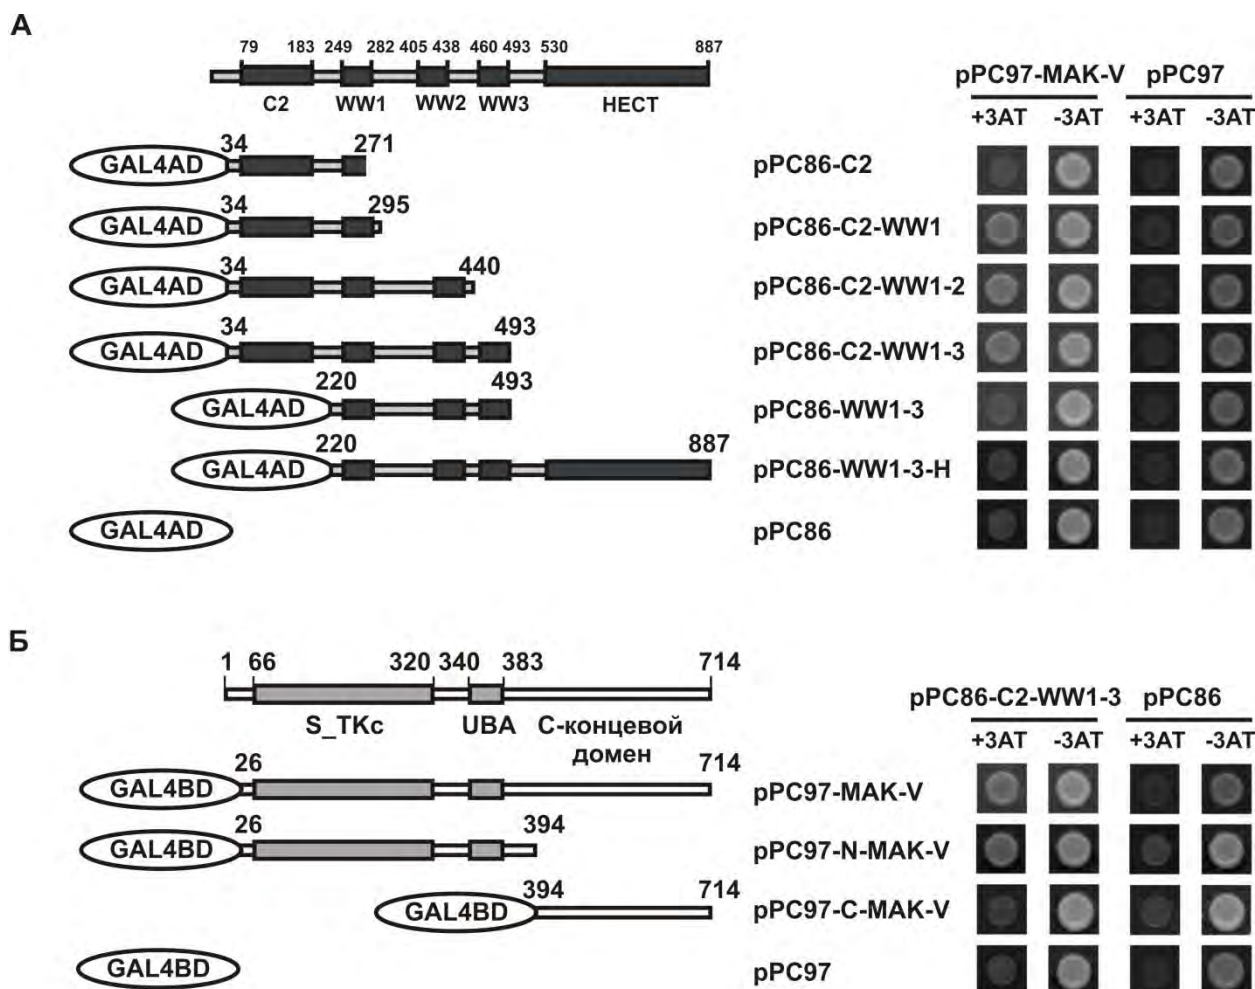 А
79 183 249 282 405 438 460 493 530 887
C2 WW1 WW2 WW3 HECT
pPC97-MAK-V pPC97
+3AT -3AT +3AT -3AT
34 271
GAL4AD
pPC86-C2
34 295
GAL4AD
pPC86-C2-WW1
34 440
GAL4AD
pPC86-C2-WW1-2
34 493
GAL4AD
pPC86-C2-WW1-3
220 493
GAL4AD
pPC86-WW1-3
220 887
GAL4AD
pPC86-WW1-3-H
GAL4AD
pPC86
Б
1 66 320 340 383 714
S_TKc UBA С-концевой
домен
pPC86-C2-WW1-3 pPC86
+3AT -3AT +3AT -3AT
26 714
GAL4BD
pPC97-MAK-V
26 394
GAL4BD
pPC97-N-MAK-V
394 714
GAL4BD
pPC97-C-MAK-V
GAL4BD
pPC97